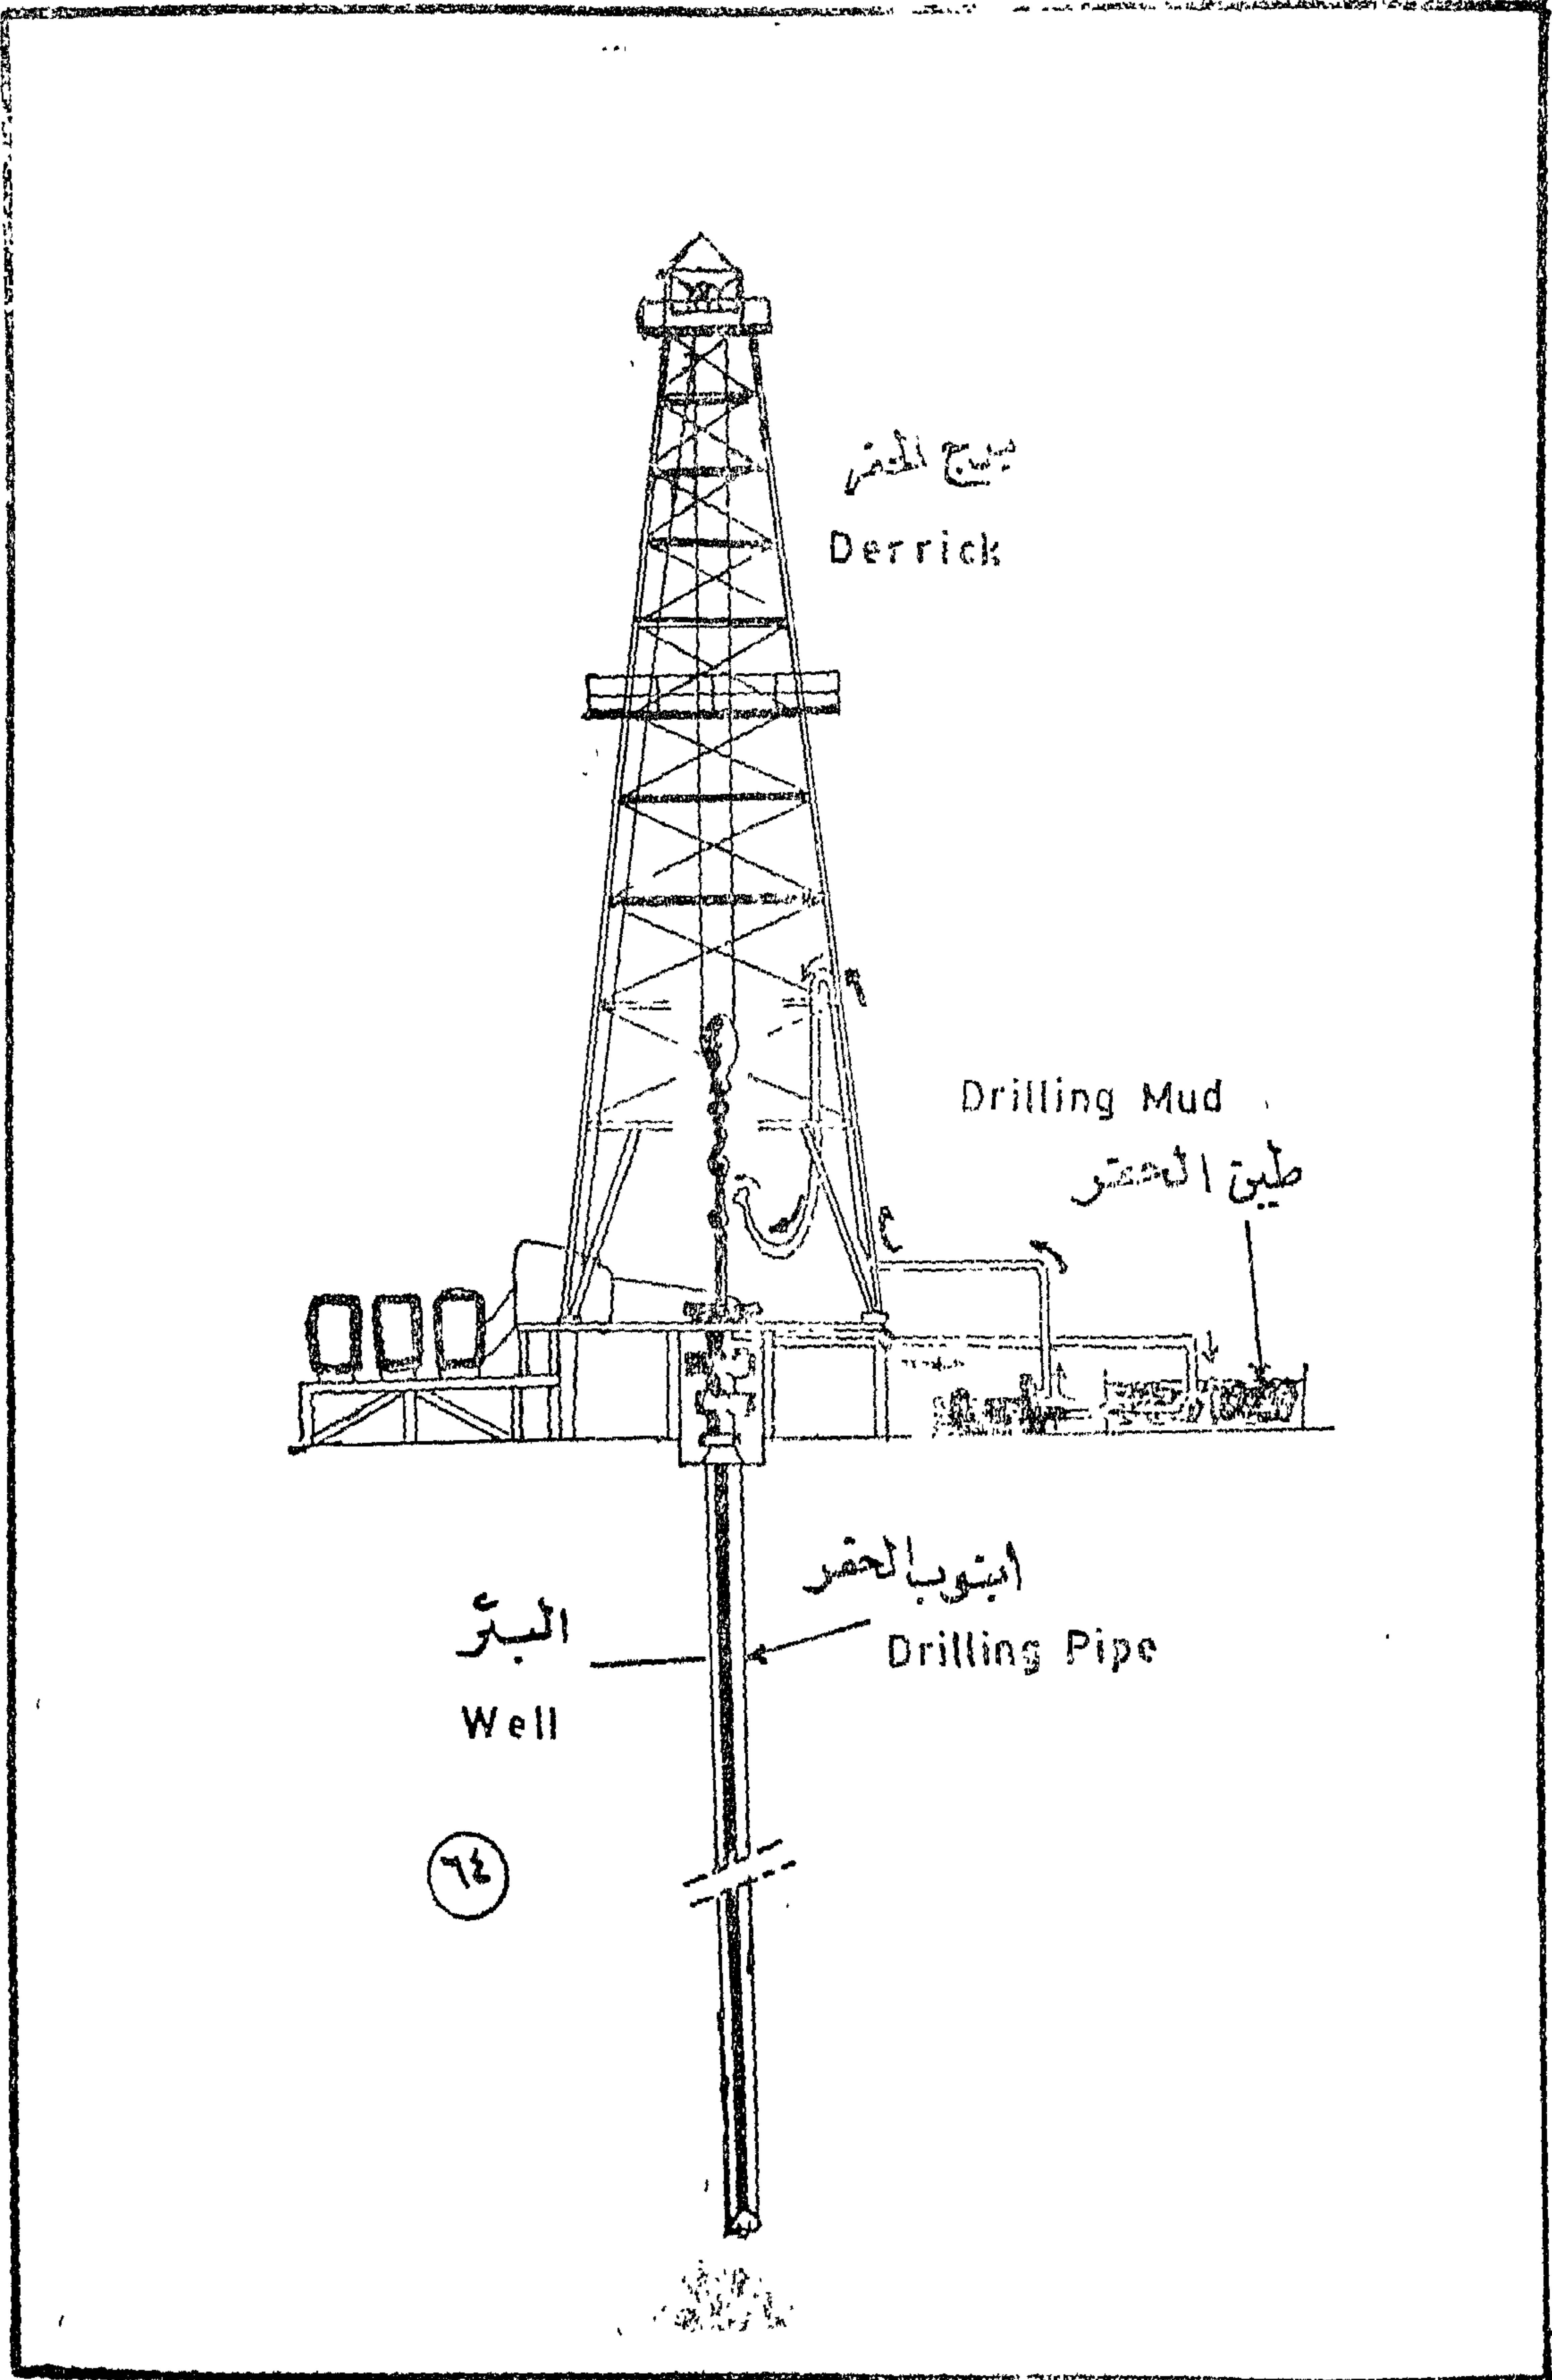 برج الحفر
Derrick
Drilling Mud
طين الحفر
انبوب الحفر
Drilling Pipe
البئر
Well
٦٤